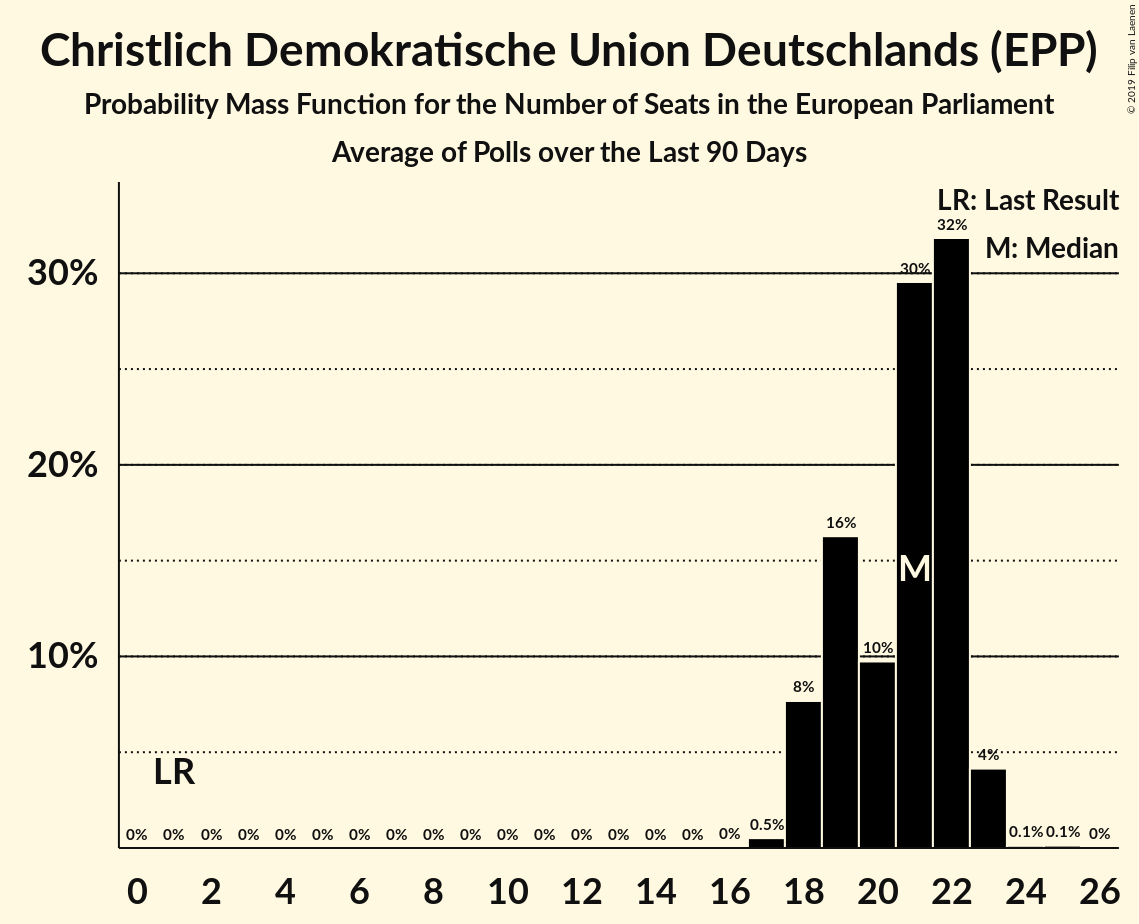 Christlich Demokratische Union Deutschlands (EPP)
Probability Mass Function for the Number of Seats in the European Parliament
Average of Polls over the Last 90 Days
© 2019 Filip van Laenen
LR: Last Result
M: Median
32%
30%
30%
20%
16%
M
10%
10%
8%
4%
LR
0% 0% 0% 0% 0% 0% 0% 0% 0% 0% 0% 0% 0% 0% 0% 0% 0% 0.5% 0.1% 0.1% 0%
0 2 4 6 8 10 12 14 16 18 20 22 24 26